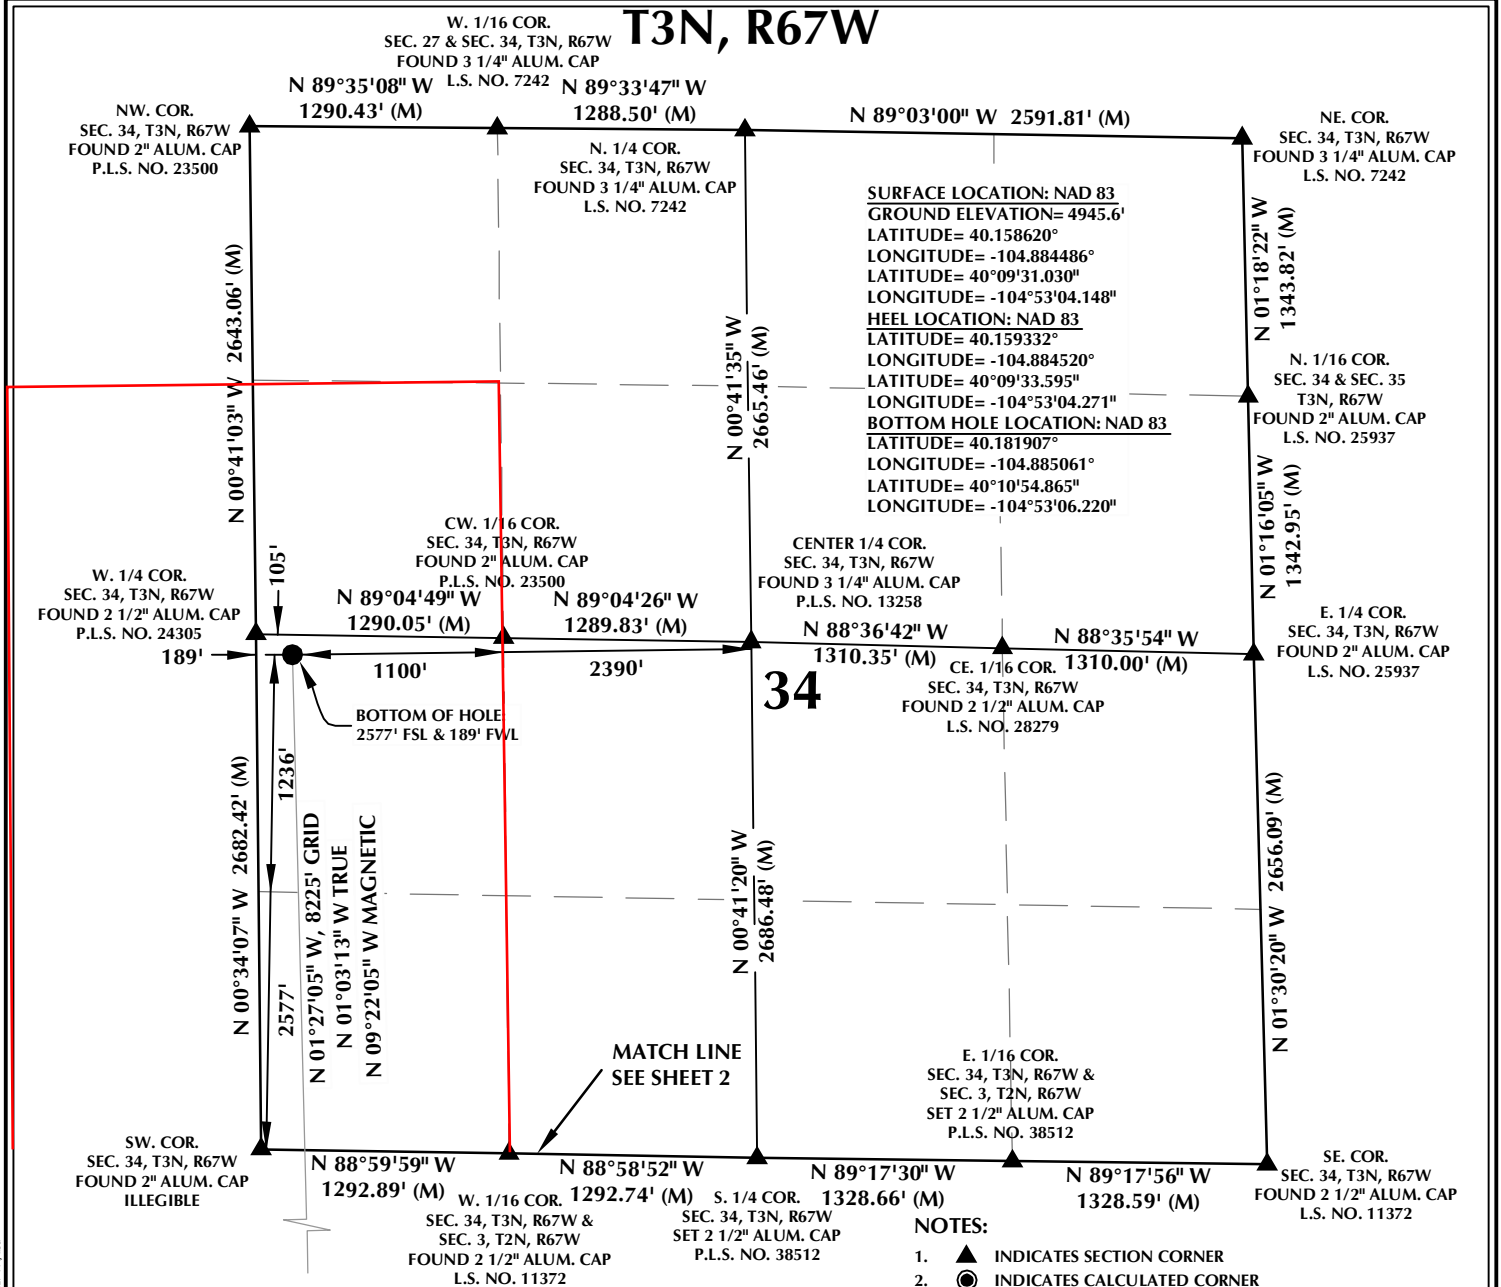 T3N, R67W
W. 1/16 COR.
SEC. 27 & SEC. 34, T3N, R67W
FOUND 3 1/4" ALUM. CAP
L.S. NO. 7242
N 89°35'08" W
1290.43' (M)
N 89°33'47" W
1288.50' (M)
N 89°03'00" W 2591.81' (M)
NW. COR.
SEC. 34, T3N, R67W
FOUND 2" ALUM. CAP
P.L.S. NO. 23500
N. 1/4 COR.
SEC. 34, T3N, R67W
FOUND 3 1/4" ALUM. CAP
L.S. NO. 7242
NE. COR.
SEC. 34, T3N, R67W
FOUND 3 1/4" ALUM. CAP
L.S. NO. 7242
SURFACE LOCATION: NAD 83
GROUND ELEVATION= 4945.6'
LATITUDE= 40.158620°
LONGITUDE= -104.884486°
LATITUDE= 40°09'31.030"
LONGITUDE= -104°53'04.148"
HEEL LOCATION: NAD 83
LATITUDE= 40.159332°
LONGITUDE= -104.884520°
LATITUDE= 40°09'33.595"
LONGITUDE= -104°53'04.271"
BOTTOM HOLE LOCATION: NAD 83
LATITUDE= 40.181907°
LONGITUDE= -104.885061°
LATITUDE= 40°10'54.865"
LONGITUDE= -104°53'06.220"
N 00°41'03" W 2643.06' (M)
N 00°41'35" W
2665.46' (M)
N 01°18'22" W
1343.82' (M)
N. 1/16 COR.
SEC. 34 & SEC. 35
T3N, R67W
FOUND 2" ALUM. CAP
L.S. NO. 25937
N 01°16'05" W
1342.95' (M)
CW. 1/16 COR.
SEC. 34, T3N, R67W
FOUND 2" ALUM. CAP
P.L.S. NO. 23500
CENTER 1/4 COR.
SEC. 34, T3N, R67W
FOUND 3 1/4" ALUM. CAP
P.L.S. NO. 13258
W. 1/4 COR.
SEC. 34, T3N, R67W
FOUND 2 1/2" ALUM. CAP
P.L.S. NO. 24305
105'
N 89°04'49" W
1290.05' (M)
N 89°04'26" W
1289.83' (M)
N 88°36'42" W
1310.35' (M)
N 88°35'54" W
1310.00' (M)
E. 1/4 COR.
SEC. 34, T3N, R67W
FOUND 2" ALUM. CAP
L.S. NO. 25937
189'
1100'
2390'
34
CE. 1/16 COR.
SEC. 34, T3N, R67W
FOUND 2 1/2" ALUM. CAP
L.S. NO. 28279
BOTTOM OF HOLE
2577' FSL & 189' FWL
1236'
2577'
N 00°34'07" W 2682.42' (M)
N 01°27'05" W, 8225' GRID
N 01°03'13" W TRUE
N 09°22'05" W MAGNETIC
N 00°41'20" W
2686.48' (M)
N 01°30'20" W 2656.09' (M)
MATCH LINE
SEE SHEET 2
E. 1/16 COR.
SEC. 34, T3N, R67W &
SEC. 3, T2N, R67W
SET 2 1/2" ALUM. CAP
P.L.S. NO. 38512
SW. COR.
SEC. 34, T3N, R67W
FOUND 2" ALUM. CAP
ILLEGIBLE
N 88°59'59" W
1292.89' (M)
N 88°58'52" W
1292.74' (M)
N 89°17'30" W
1328.66' (M)
N 89°17'56" W
1328.59' (M)
SE. COR.
SEC. 34, T3N, R67W
FOUND 2 1/2" ALUM. CAP
L.S. NO. 11372
W. 1/16 COR.
SEC. 34, T3N, R67W &
SEC. 3, T2N, R67W
FOUND 2 1/2" ALUM. CAP
L.S. NO. 11372
S. 1/4 COR.
SEC. 34, T3N, R67W
SET 2 1/2" ALUM. CAP
P.L.S. NO. 38512
NOTES:
1. INDICATES SECTION CORNER
2. INDICATES CALCULATED CORNER